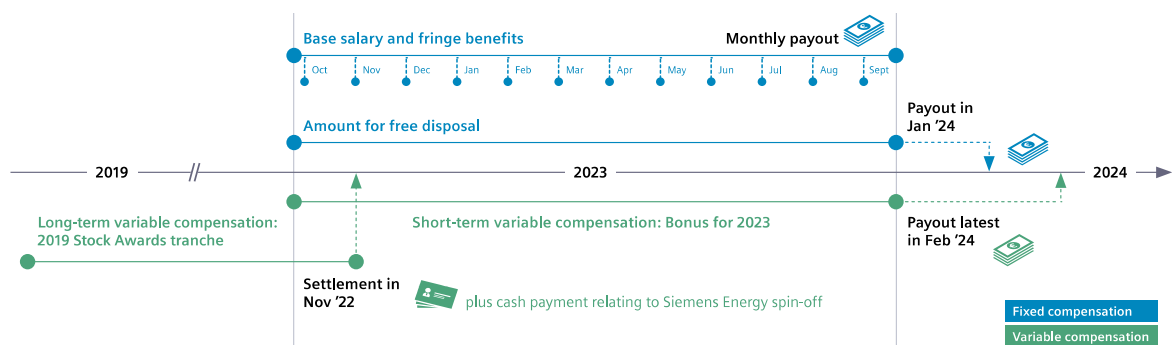 Base salary and fringe benefits
Monthly payout
Oct Nov Dec Jan Feb Mar Apr May Jun Jul Aug Sept
Amount for free disposal
Payout in
Jan ’24
2019 // 2023 2024
Long-term variable compensation:
2019 Stock Awards tranche
Short-term variable compensation: Bonus for 2023
Payout latest
in Feb ’24
Settlement in
Nov ’22
plus cash payment relating to Siemens Energy spin-off
Fixed compensation
Variable compensation